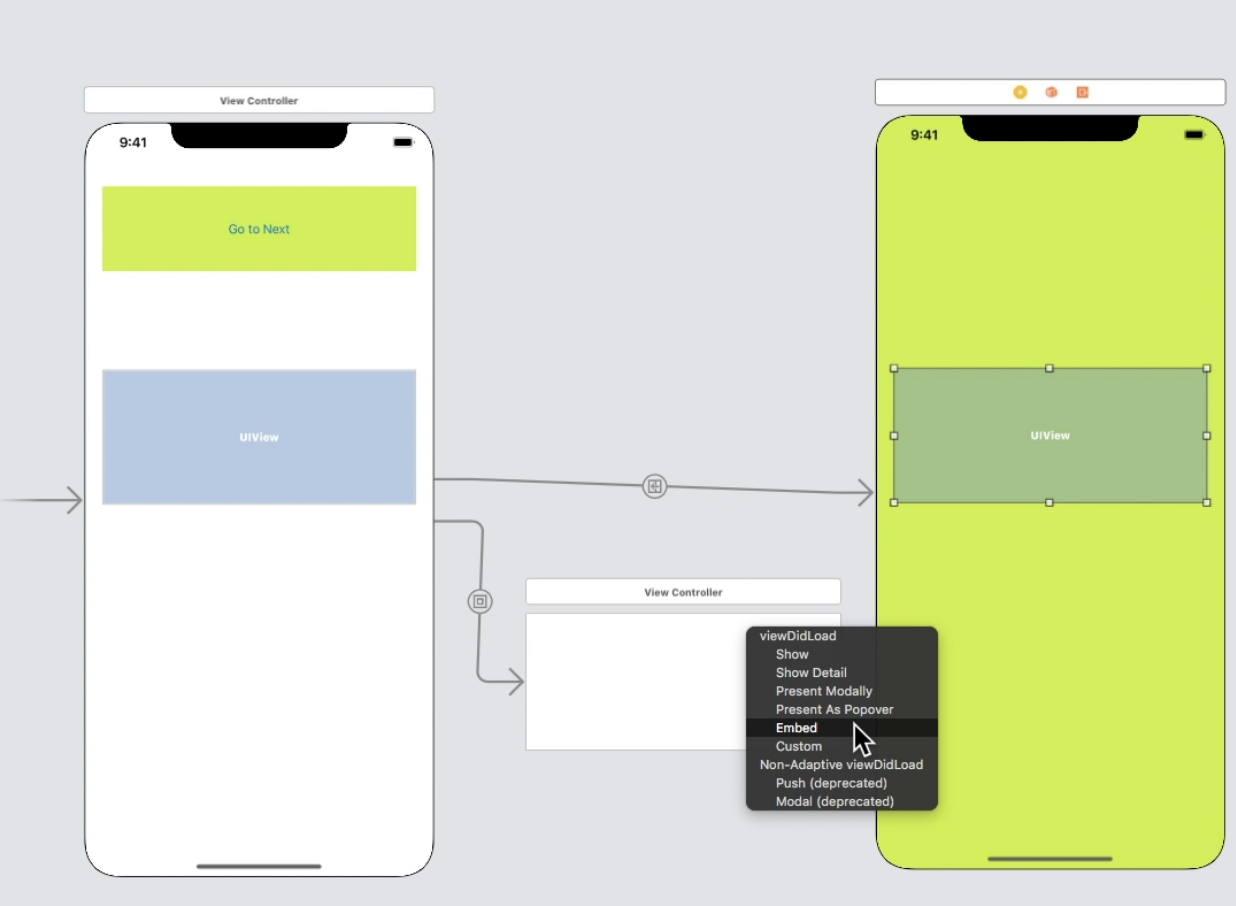 View Controller
9:41
Go to Next
UIView
9:41
UIView
View Controller
viewDidLoad
Show
Show Detail
Present Modally
Present As Popover
Embed
Custom
Non-Adaptive viewDidLoad
Push (deprecated)
Modal (deprecated)